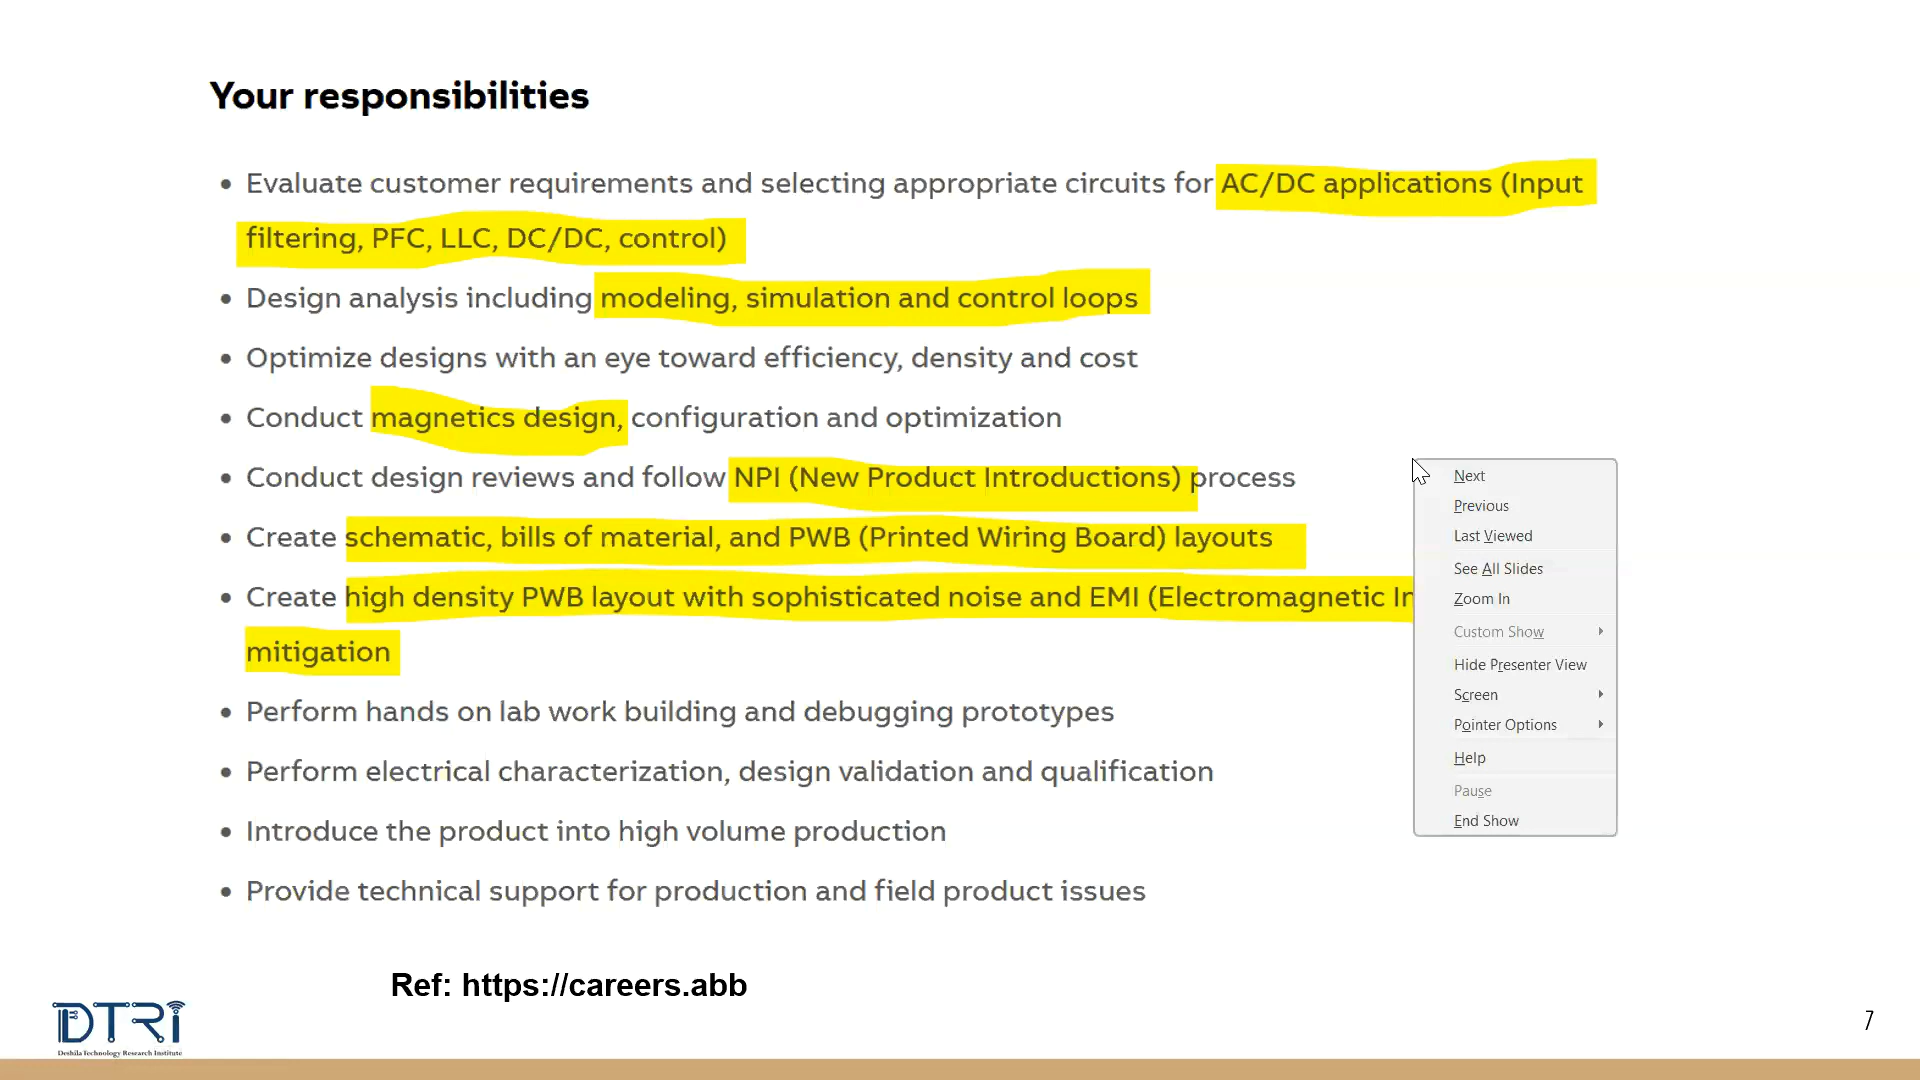 Your responsibilities
• Evaluate customer requirements and selecting appropriate circuits for AC/DC applications (Input
filtering, PFC, LLC, DC/DC, control)
• Design analysis including modeling, simulation and control loops
• Optimize designs with an eye toward efficiency, density and cost
• Conduct magnetics design, configuration and optimization
• Conduct design reviews and follow NPI (New Product Introductions) process
• Create schematic, bills of material, and PWB (Printed Wiring Board) layouts
• Create high density PWB layout with sophisticated noise and EMI (Electromagnetic In
mitigation
• Perform hands on lab work building and debugging prototypes
• Perform electrical characterization, design validation and qualification
• Introduce the product into high volume production
• Provide technical support for production and field product issues
Next
Previous
Last Viewed
See All Slides
Zoom In
Custom Show
Hide Presenter View
Screen
Pointer Options
Help
Pause
End Show
Ref: https://careers.abb
DTRi
Deshila Technology Research Institute
7